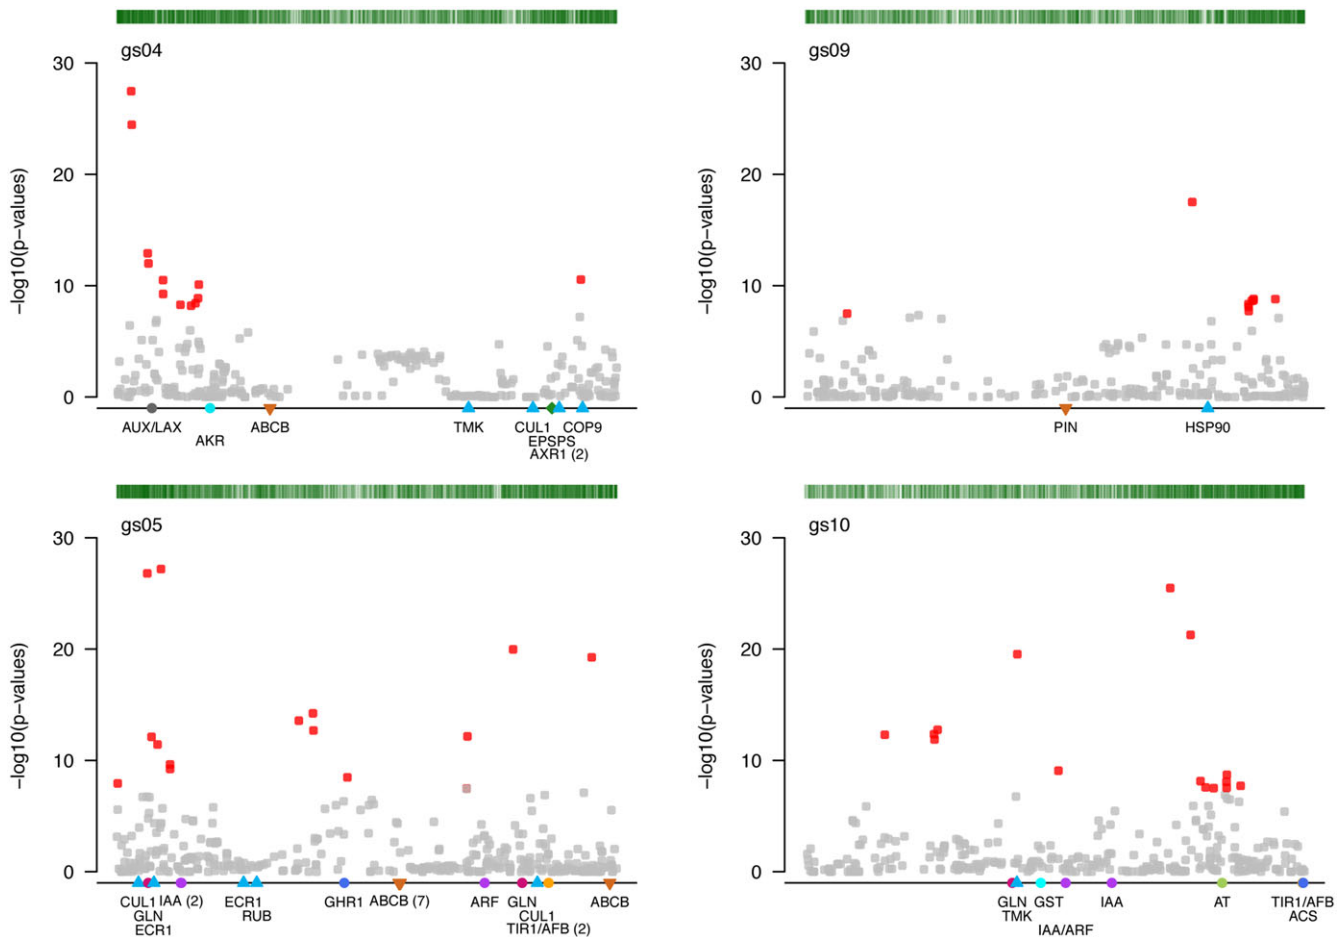 gs04
30
20
10
0
-log10(p-values)
AUX/LAX
AKR
ABCB
TMK
CUL1
COP9
EPSPS
AXR1 (2)
gs09
30
20
10
0
-log10(p-values)
PIN
HSP90
gs05
30
20
10
0
-log10(p-values)
CUL1 IAA (2)
GLN
ECR1
ECR1
RUB
GHR1 ABCB (7)
ARF
GLN
CUL1
TIR1/AFB (2)
ABCB
gs10
30
20
10
0
-log10(p-values)
GLN GST
TMK
IAA/ARF
IAA
AT
TIR1/AFB
ACS